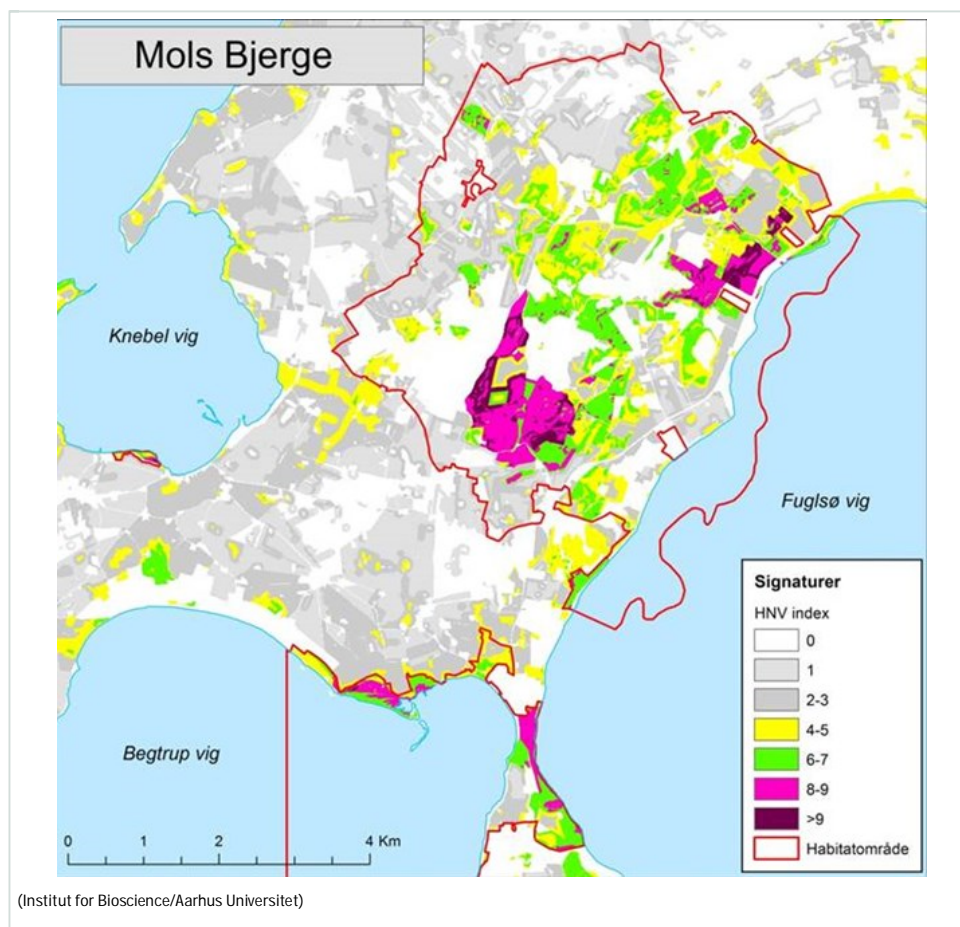 Mols Bjerge
Knebel vig
Fuglsø vig
Begtrup vig
Signaturer
HNV index
0
1
2-3
4-5
6-7
8-9
>9
Habitatområde
0 1 2 4 Km
(Institut for Bioscience/Aarhus Universitet)